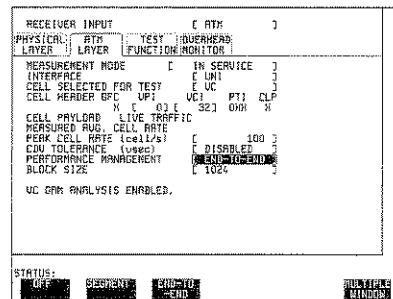 RECEIVER INPUT [ ATM ]
PHYSICAL LAYER ATM LAYER TEST FUNCTION OVERHEAD MONITOR
MEASUREMENT MODE [ IN SERVICE ]
INTERFACE [ UNI ]
CELL SELECTED FOR TEST [ VC ]
CELL HEADER GFC VPI VCI PTI CLP
X [ 0] [ 32] 0XX X
CELL PAYLOAD LIVE TRAFFIC
MEASURED AVG. CELL RATE
PEAK CELL RATE (cell/s) [ 100 ]
CDV TOLERANCE (usec) [ DISABLED ]
PERFORMANCE MANAGEMENT [ END-TO-END ]
BLOCK SIZE [ 1024 ]
VC OAM ANALYSIS ENABLED.
STATUS:
OFF SEGMENT END-TO -END MULTIPLE WINDOW